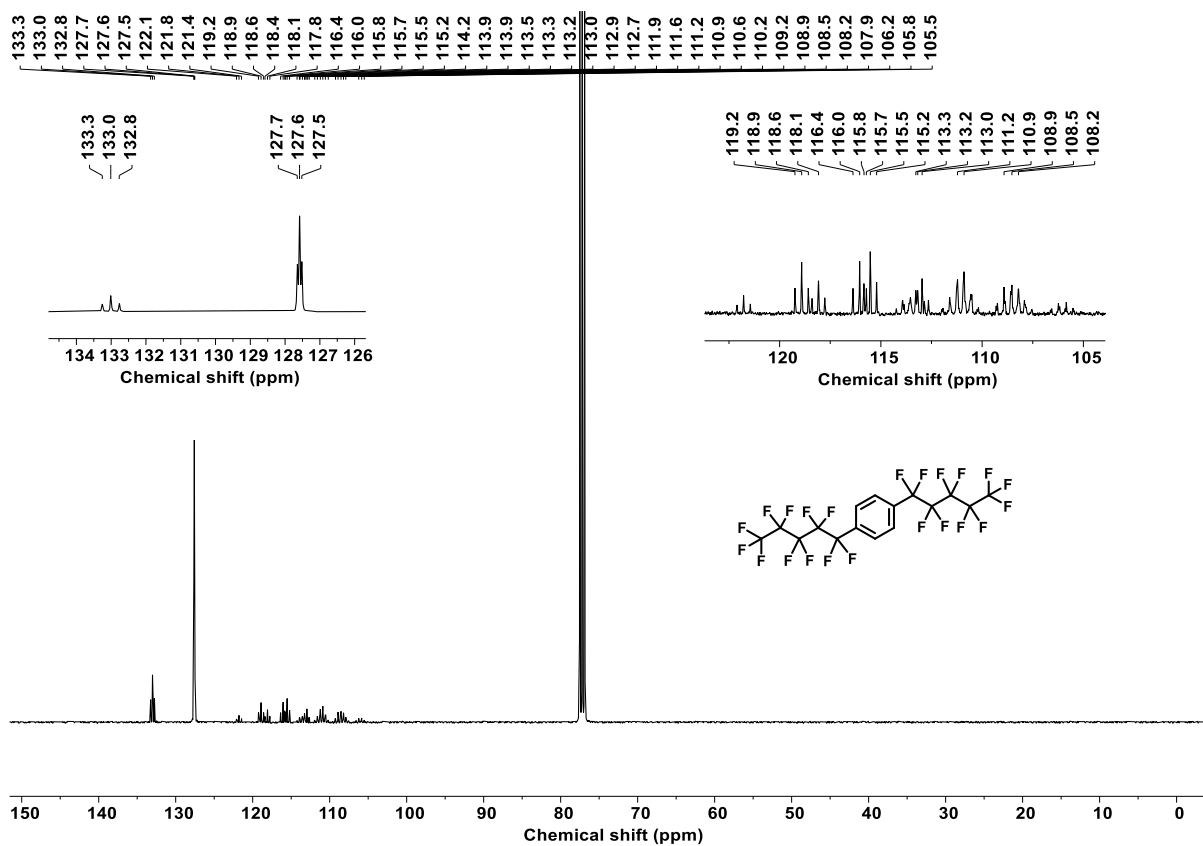 133.3 133.0 132.8 127.7 127.6 127.5 122.1 121.8 121.4 119.2 118.9 118.6 118.4 118.1 117.8 116.4 116.0 115.8 115.7 115.5 115.2 114.2 113.9 113.9 113.5 113.3 113.2 113.0 112.9 112.7 111.9 111.6 111.2 110.9 110.6 110.2 109.2 108.9 108.5 108.2 107.9 106.2 105.8 105.5
133.3 133.0 132.8 127.7 127.6 127.5
119.2 118.9 118.6 118.1 116.4 116.0 115.8 115.7 115.5 115.2 113.3 113.2 113.0 111.2 110.9 108.9 108.5 108.2
134 133 132 131 130 129 128 127 126
Chemical shift (ppm)
120 115 110 105
Chemical shift (ppm)
F F F F F
F
F F F F F
F F F F F
F F F F F F
150 140 130 120 110 100 90 80 70 60 50 40 30 20 10 0
Chemical shift (ppm)